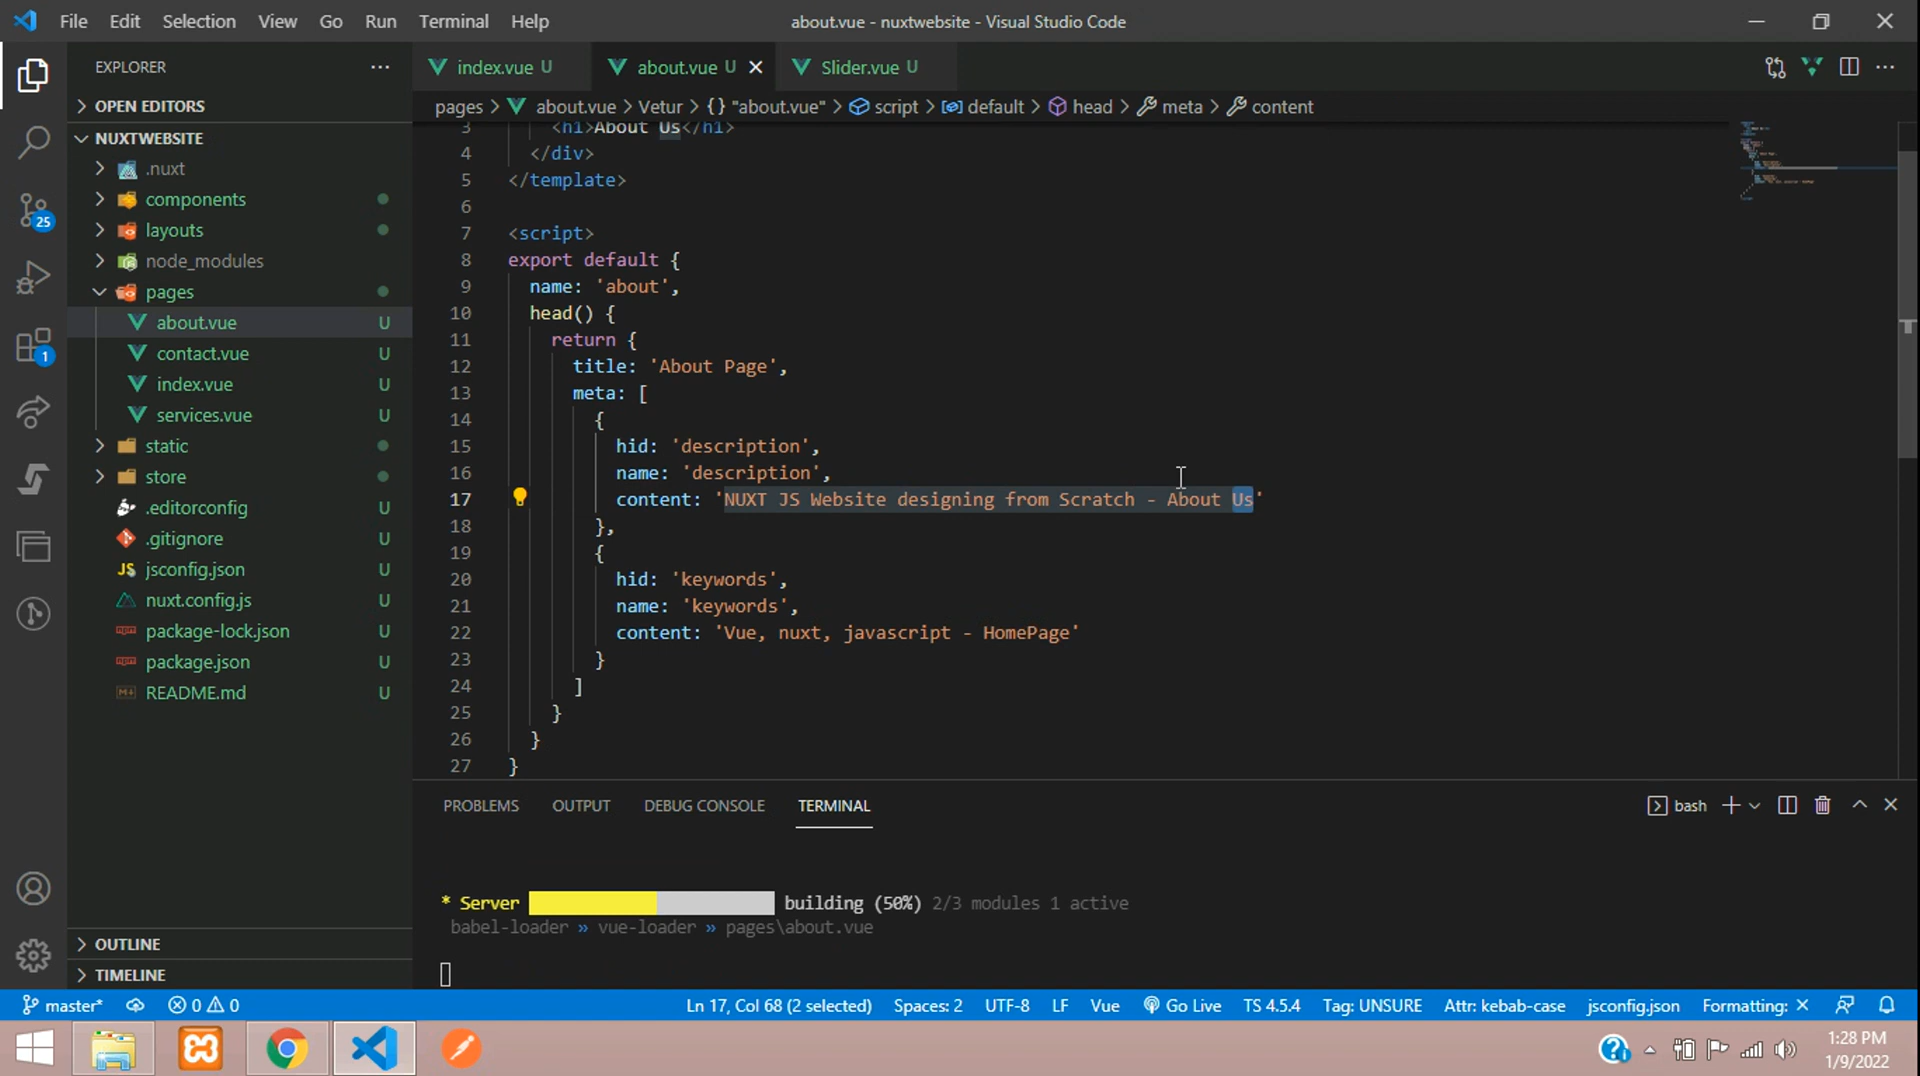 File Edit Selection View Go Run Terminal Help
about.vue - nuxtwebsite - Visual Studio Code
EXPLORER
OPEN EDITORS
NUXTWEBSITE
.nuxt
components
layouts
node_modules
pages
about.vue U
contact.vue U
index.vue U
services.vue U
static
store
.editorconfig U
.gitignore U
JS jsconfig.json U
nuxt.config.js U
package-lock.json U
package.json U
README.md U
OUTLINE
TIMELINE
25
1
index.vue U
about.vue U
Slider.vue U
pages > about.vue > Vetur > {} "about.vue" > script > default > head > meta > content
3 <h1>About Us</h1>
4 </div>
5 </template>
6
7 <script>
8 export default {
9 name: 'about',
10 head() {
11 return {
12 title: 'About Page',
13 meta: [
14 {
15 hid: 'description',
16 name: 'description',
17 content: 'NUXT JS Website designing from Scratch - About Us'
18 },
19 {
20 hid: 'keywords',
21 name: 'keywords',
22 content: 'Vue, nuxt, javascript - HomePage'
23 }
24 ]
25 }
26 }
27 }
PROBLEMS OUTPUT DEBUG CONSOLE TERMINAL
bash
* Server building (50%) 2/3 modules 1 active
babel-loader » vue-loader » pages\about.vue
master* 0 0
Ln 17, Col 68 (2 selected) Spaces: 2 UTF-8 LF Vue Go Live TS 4.5.4 Tag: UNSURE Attr: kebab-case jsconfig.json Formatting: ×
1:28 PM
1/9/2022